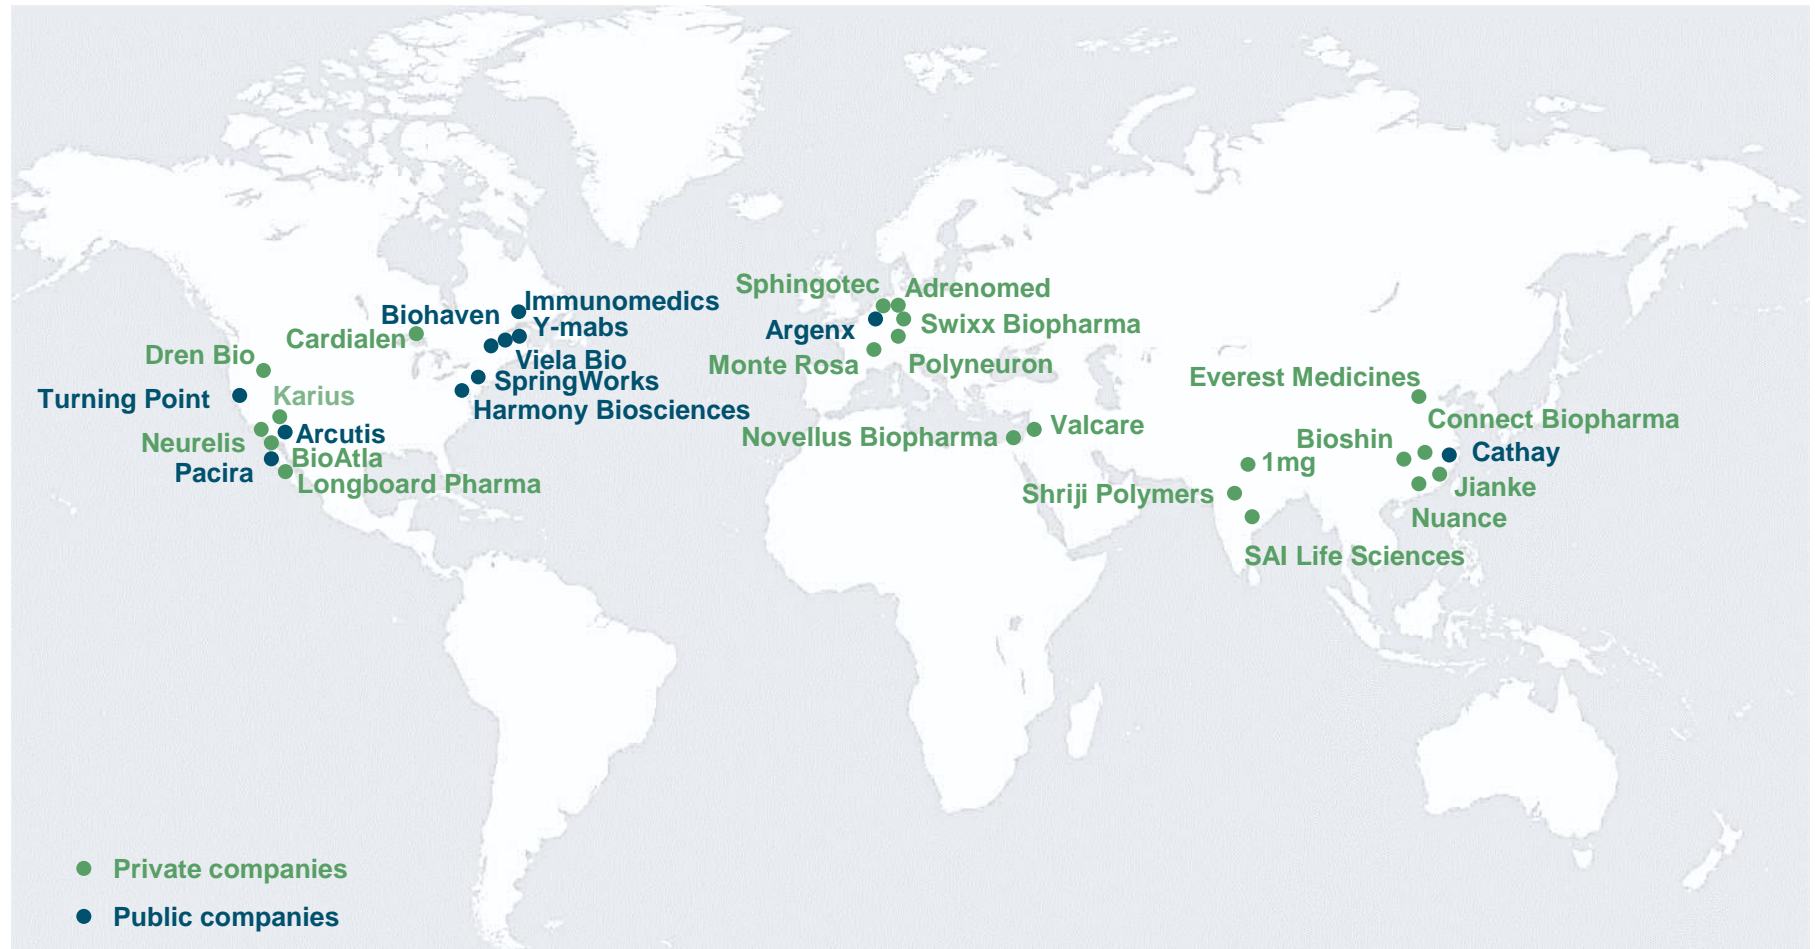 Sphingotec
Adrenomed
Immunomedics
Biohaven
Y-mabs
Argenx
Swixx Biopharma
Cardialen
Dren Bio
Viela Bio
Monte Rosa
Polyneuron
SpringWorks
Everest Medicines
Turning Point
Karius
Harmony Biosciences
Connect Biopharma
Valcare
Arcutis
Novellus Biopharma
Bioshin
Neurelis
Cathay
BioAtla
1mg
Pacira
Longboard Pharma
Jianke
Shriji Polymers
Nuance
SAI Life Sciences
Private companies
Public companies